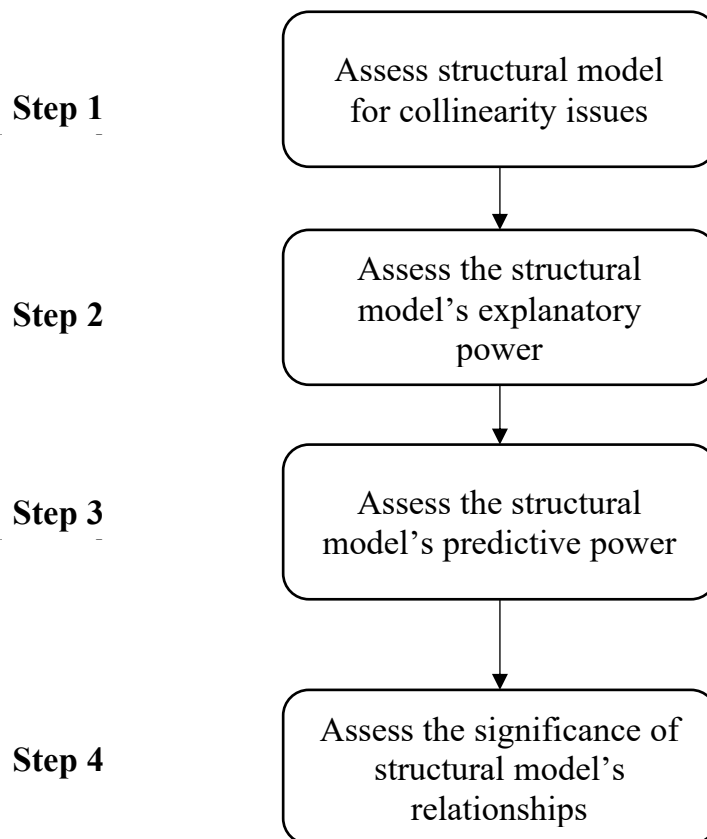 Step 1
Assess structural model
for collinearity issues
Step 2
Assess the structural
model’s explanatory
power
Step 3
Assess the structural
model’s predictive power
Step 4
Assess the significance of
structural model’s
relationships